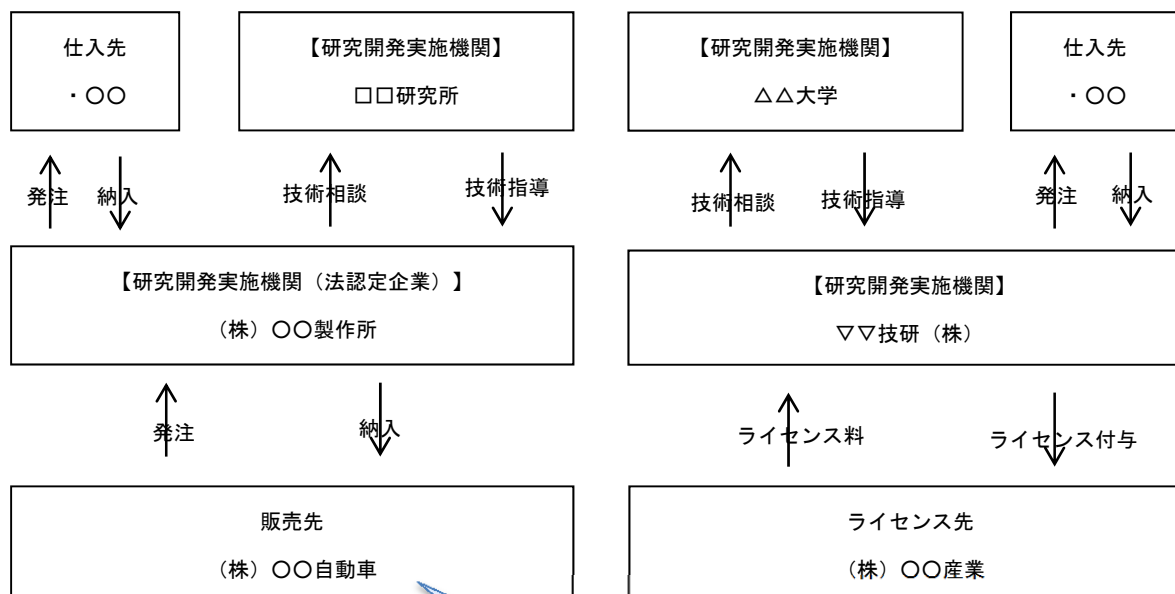 仕入先
・〇〇
【研究開発実施機関】
□□研究所
【研究開発実施機関】
△△大学
仕入先
・〇〇
発注
納入
技術相談
技術指導
技術相談
技術指導
発注
納入
【研究開発実施機関（法認定企業）】
（株）〇〇製作所
【研究開発実施機関】
▽▽技研（株）
発注
納入
ライセンス料
ライセンス付与
販売先
（株）〇〇自動車
ライセンス先
（株）〇〇産業